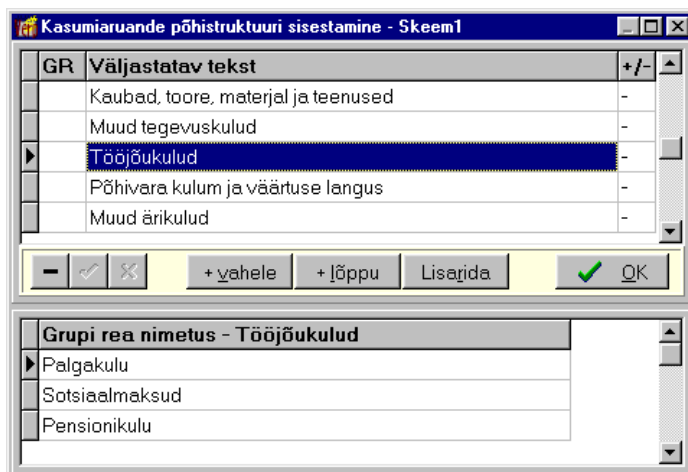 Kasumiaruande põhistruktuuri sisestamine - Skeem1
GR Väljastatav tekst +/-
Kaubad, toore, materjal ja teenused -
Muud tegevuskulud -
Tööjõukulud -
Põhivara kulum ja väärtuse langus -
Muud ärikulud -
+ vahele + lõppu Lisarida OK
Grupi rea nimetus - Tööjõukulud
Palgakulu
Sotsiaalmaksud
Pensionikulu